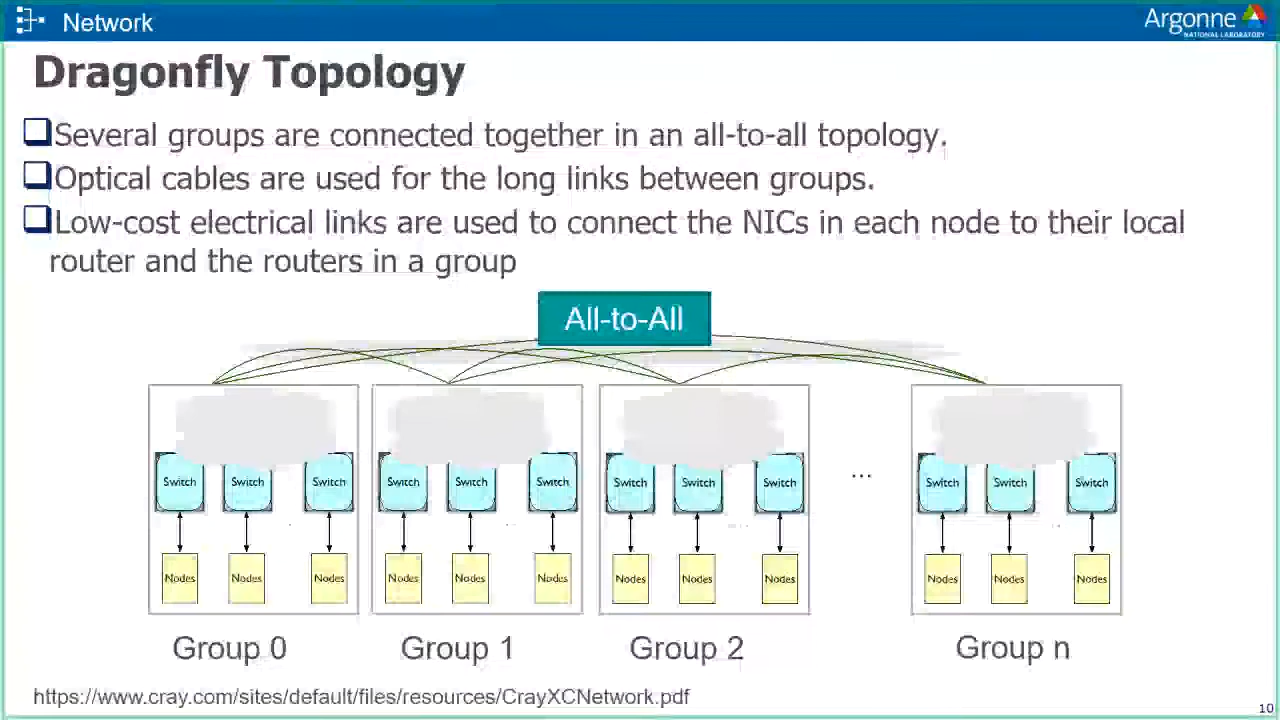 Network
Argonne
NATIONAL LABORATORY
Dragonfly Topology
Several groups are connected together in an all-to-all topology.
Optical cables are used for the long links between groups.
Low-cost electrical links are used to connect the NICs in each node to their local
router and the routers in a group
All-to-All
Switch Switch Switch Switch Switch Switch Switch Switch Switch ... Switch Switch Switch
Nodes Nodes Nodes Nodes Nodes Nodes Nodes Nodes Nodes Nodes Nodes Nodes
Group 0 Group 1 Group 2 Group n
https://www.cray.com/sites/default/files/resources/CrayXCNetwork.pdf
10